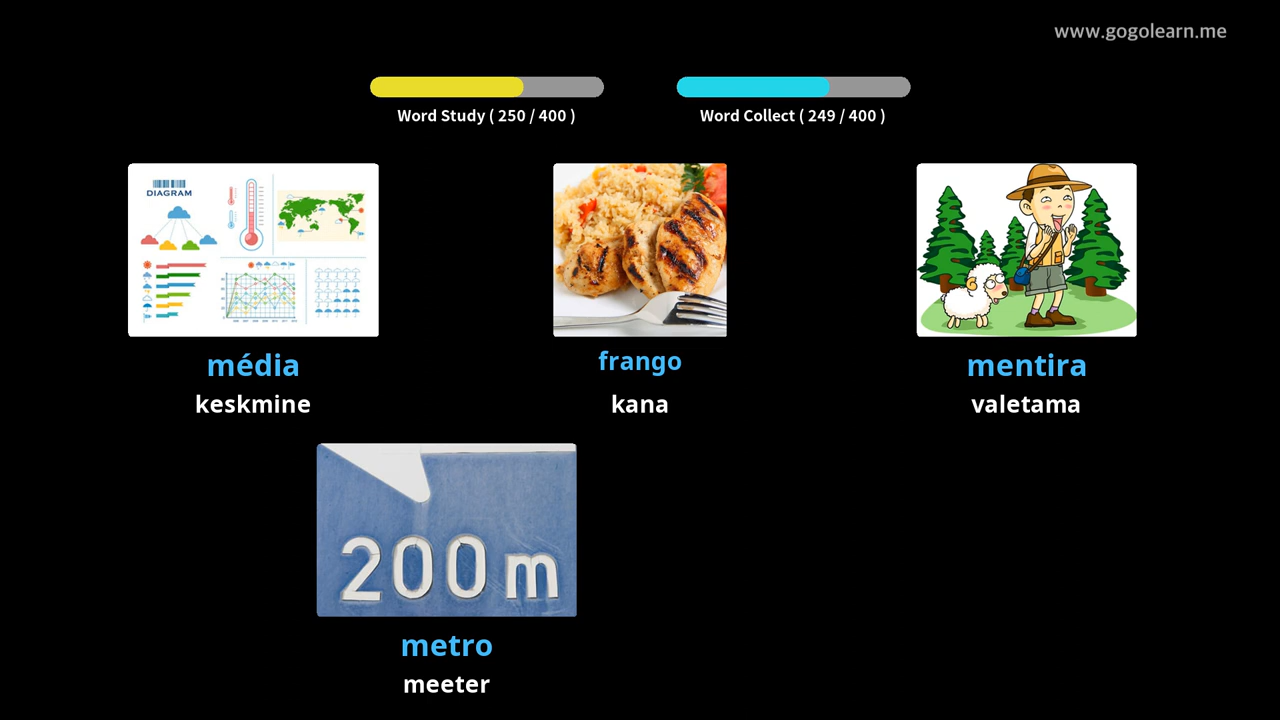 www.gogolearn.me
Word Study ( 250 / 400 )
Word Collect ( 249 / 400 )
DIAGRAM
média
frango
mentira
keskmine
kana
valetama
200 m
metro
meeter